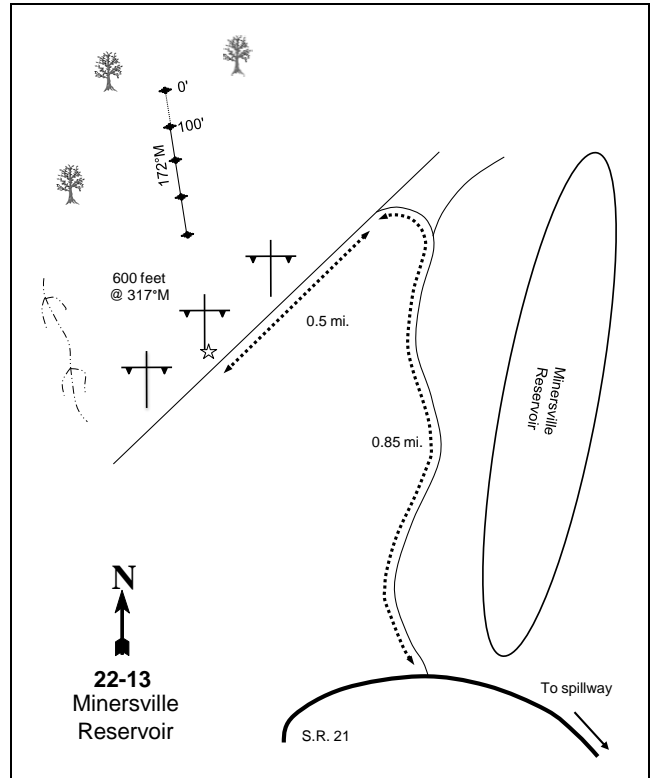 0'
100'
172°M
600 feet
@ 317°M
0.5 mi.
Minersville
Reservoir
0.85 mi.
N
22-13
Minersville
Reservoir
To spillway
S.R. 21